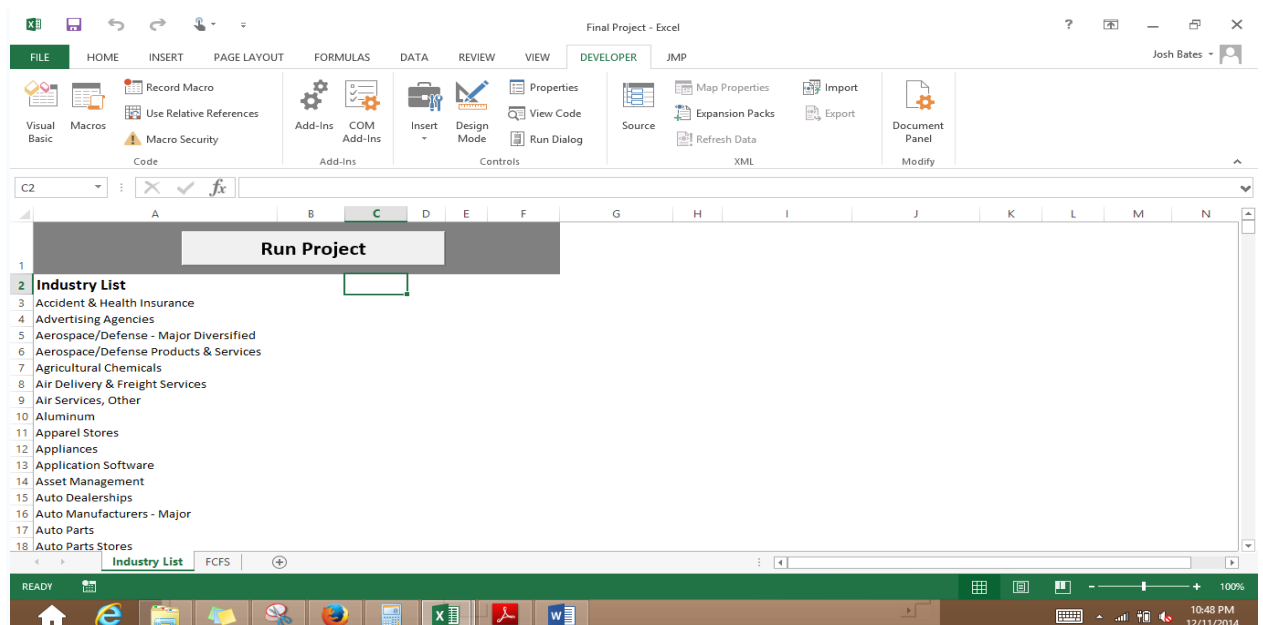 Final Project - Excel
?
Josh Bates
FILE HOME INSERT PAGE LAYOUT FORMULAS DATA REVIEW VIEW DEVELOPER JMP
Visual Basic
Macros
Record Macro
Use Relative References
Macro Security
Code
Add-Ins
COM Add-Ins
Add-Ins
Insert
Design Mode
Properties
View Code
Run Dialog
Controls
Source
Map Properties
Expansion Packs
Refresh Data
Import
Export
XML
Document Panel
Modify
C2 fx
A B C D E F G H I J K L M N
1 Run Project
2 Industry List
3 Accident & Health Insurance
4 Advertising Agencies
5 Aerospace/Defense - Major Diversified
6 Aerospace/Defense Products & Services
7 Agricultural Chemicals
8 Air Delivery & Freight Services
9 Air Services, Other
10 Aluminum
11 Apparel Stores
12 Appliances
13 Application Software
14 Asset Management
15 Auto Dealerships
16 Auto Manufacturers - Major
17 Auto Parts
18 Auto Parts Stores
Industry List FCFS
READY 100%
10:48 PM
12/11/2014